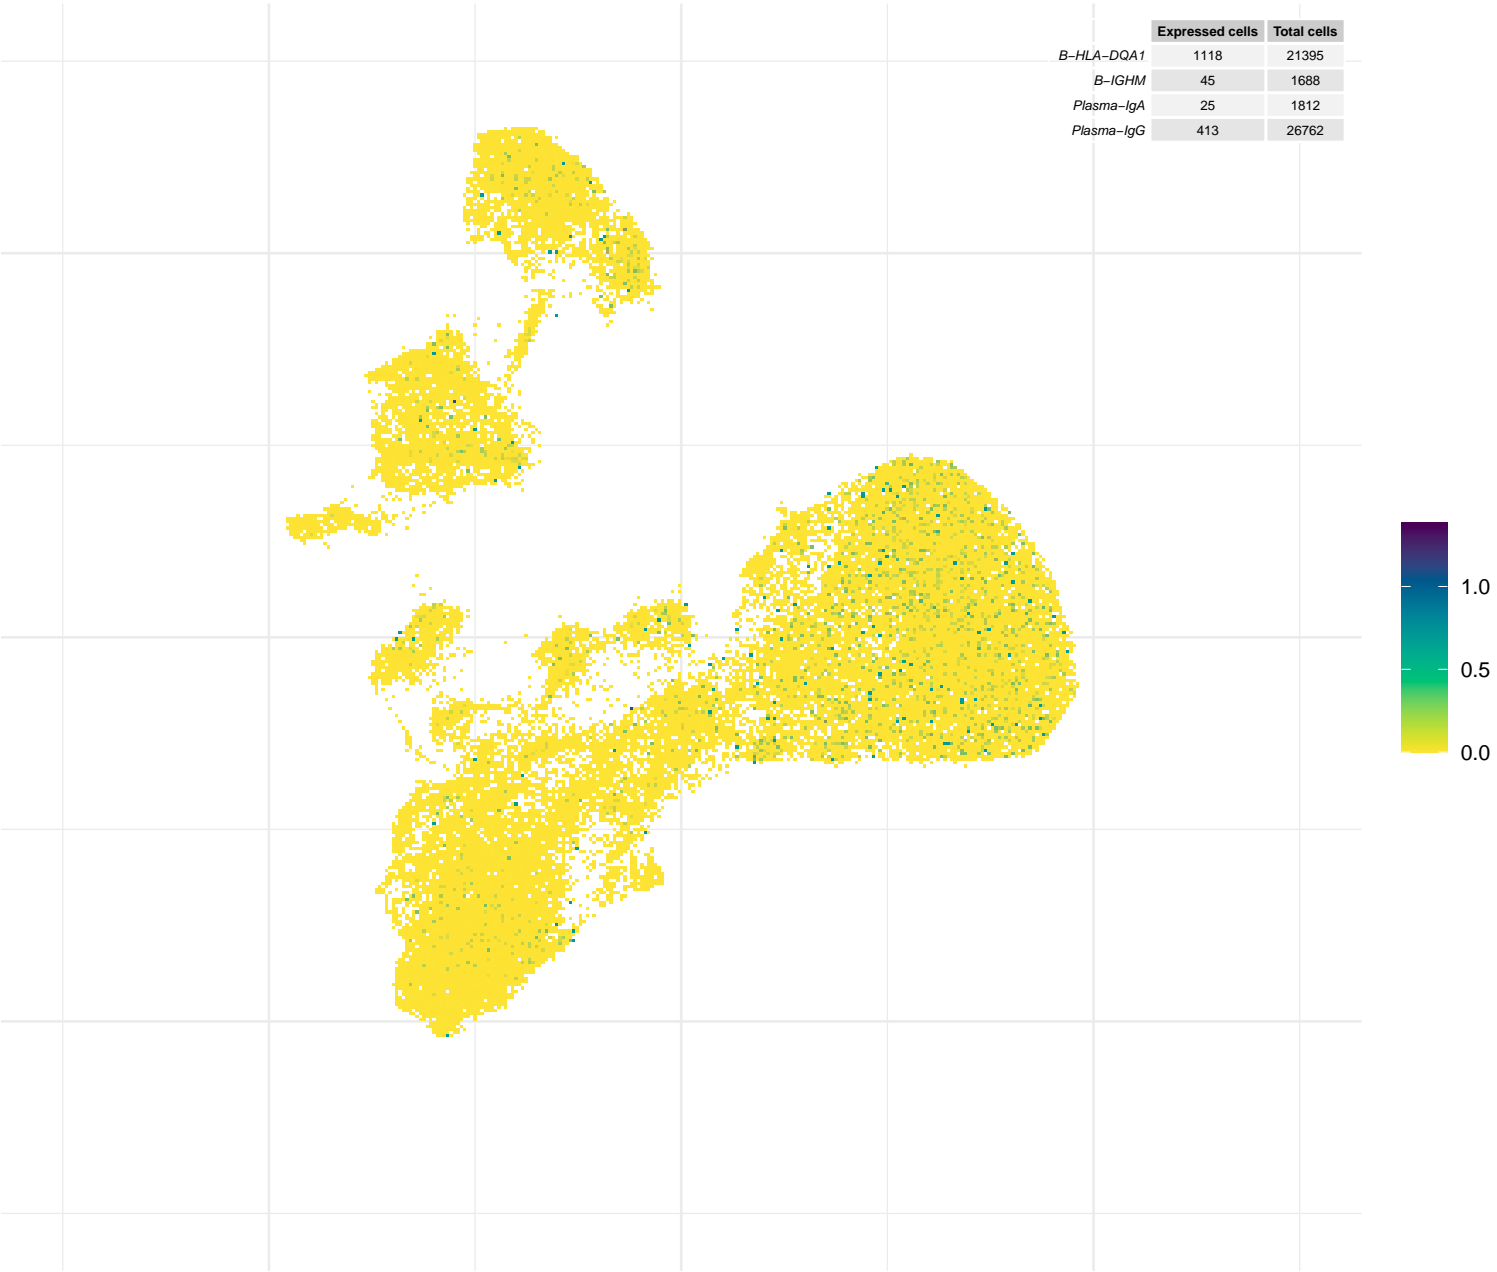 Expressed cells Total cells
B−HLA−DQA1 1118 21395
B−IGHM 45 1688
Plasma−IgA 25 1812
Plasma−IgG 413 26762
1.0
0.5
0.0